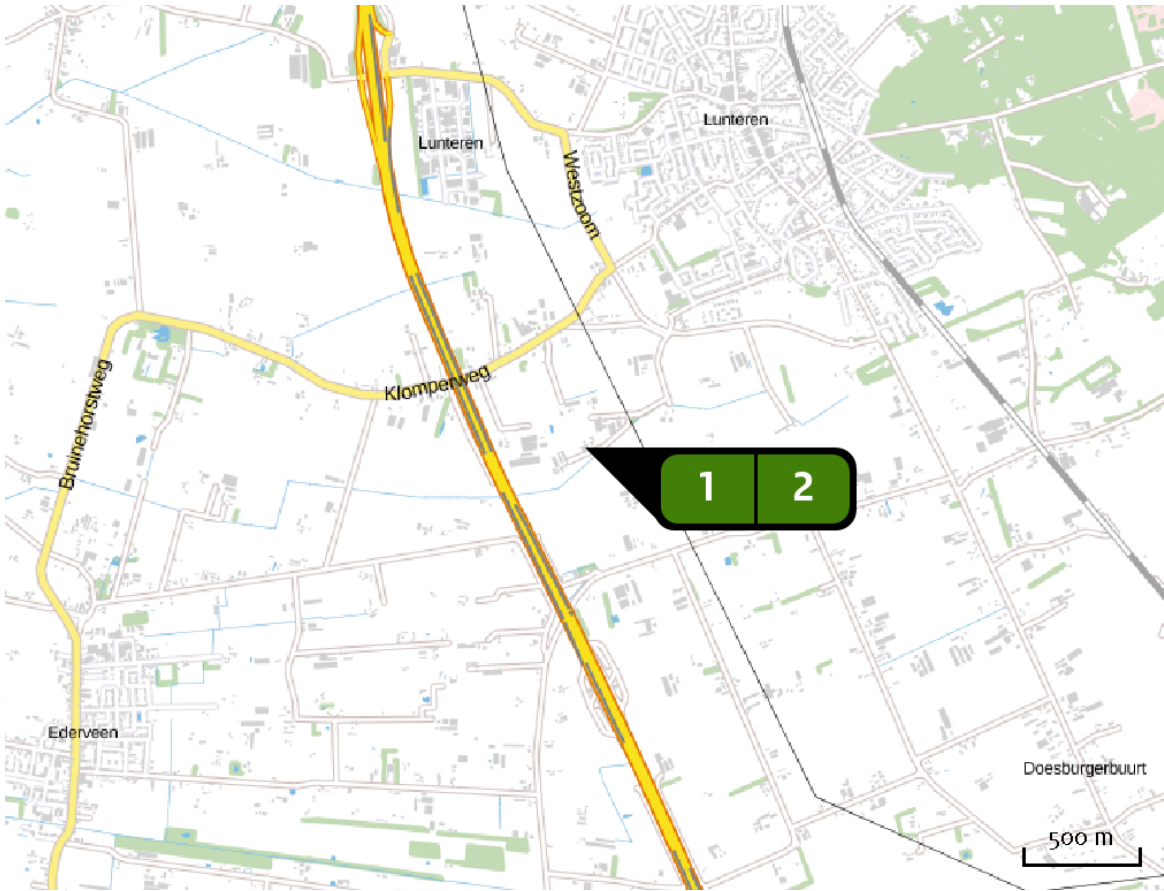 Lunteren
Lunteren
Westzoom
Klomperweg
Bruinehorstweg
1 2
Ederveen
Doesburgerbuurt
500 m